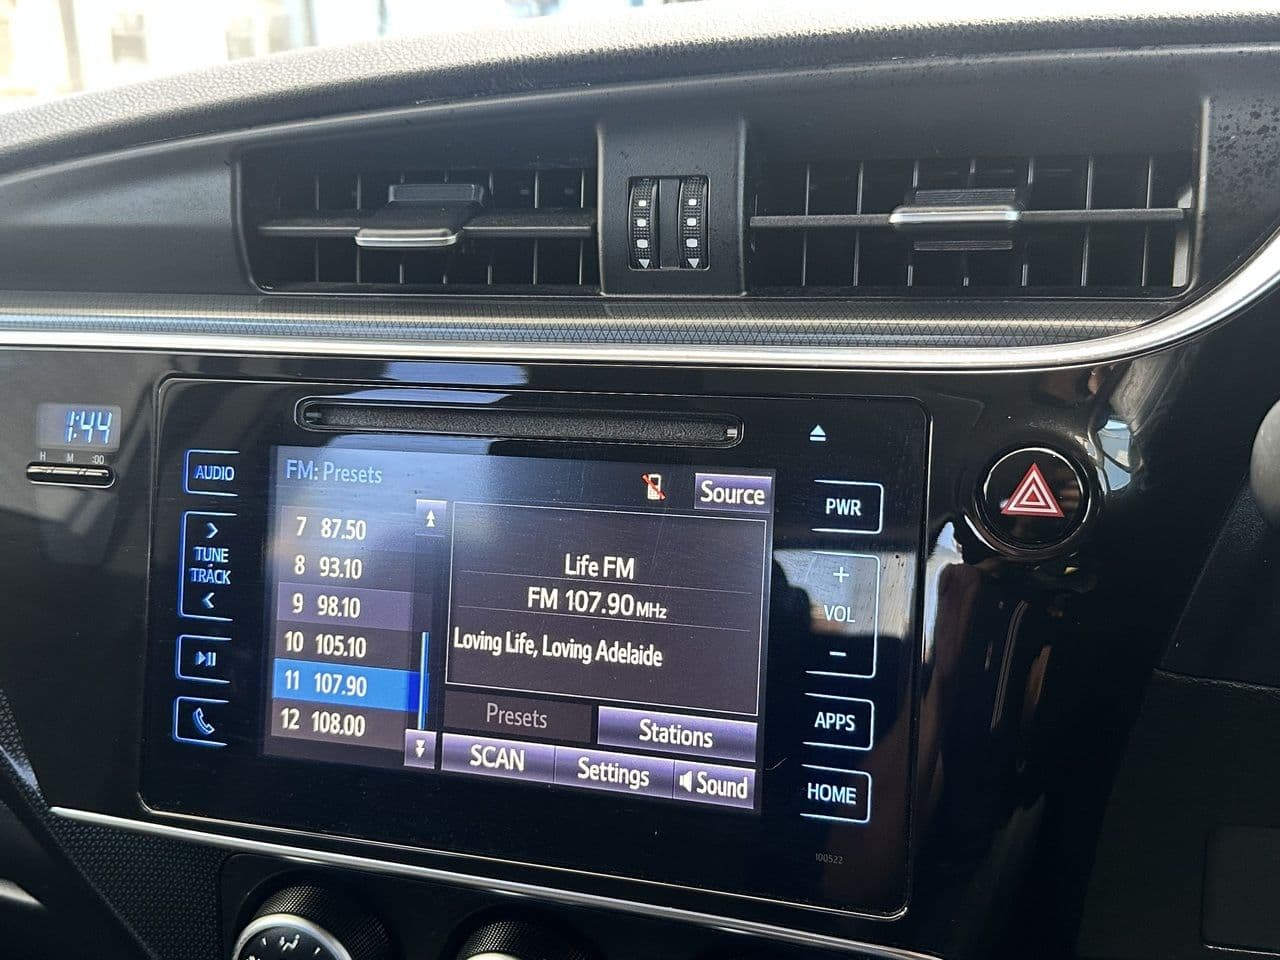 1:44
H M :00
AUDIO
TUNE
TRACK
FM: Presets
Source
7 87.50
8 93.10
9 98.10
10 105.10
11 107.90
12 108.00
Life FM
FM 107.90 MHz
Loving Life, Loving Adelaide
Presets
Stations
SCAN
Settings
Sound
PWR
+
VOL
-
APPS
HOME
100522